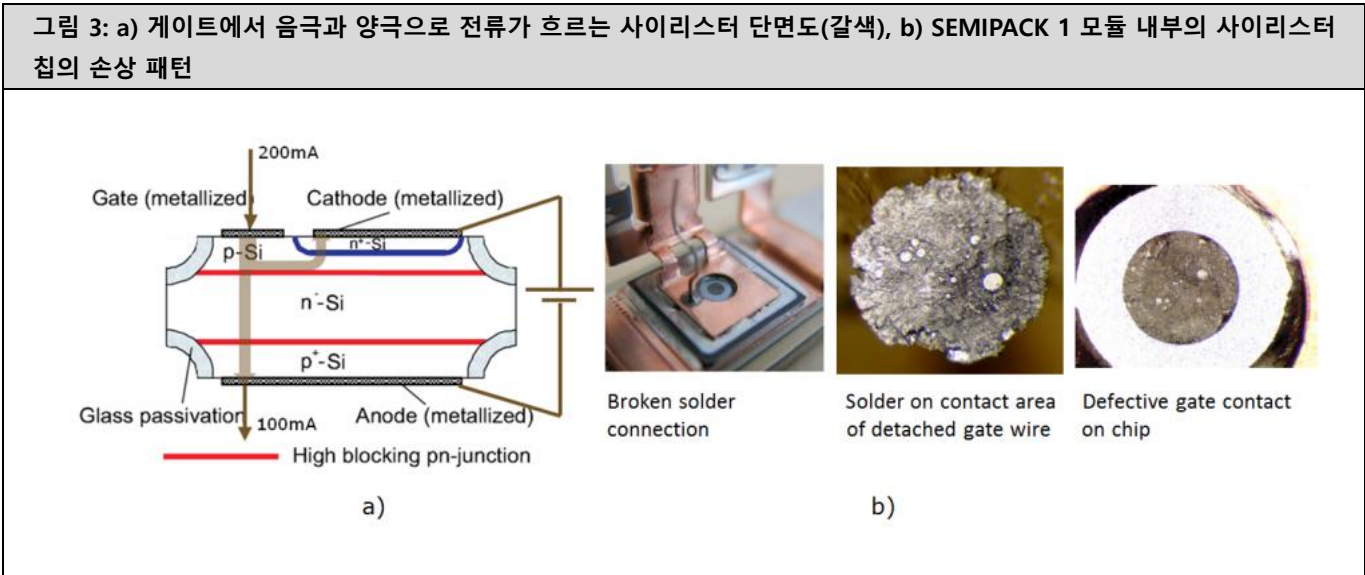 그림 3: a) 게이트에서 음극과 양극으로 전류가 흐르는 사이리스터 단면도(갈색), b) SEMIPACK 1 모듈 내부의 사이리스터
칩의 손상 패턴
200mA
Gate (metallized)
Cathode (metallized)
n⁺-Si
p-Si
n⁻-Si
p⁺-Si
Glass passivation
100mA
Anode (metallized)
High blocking pn-junction
a)
Broken solder
connection
Solder on contact area
of detached gate wire
Defective gate contact
on chip
b)